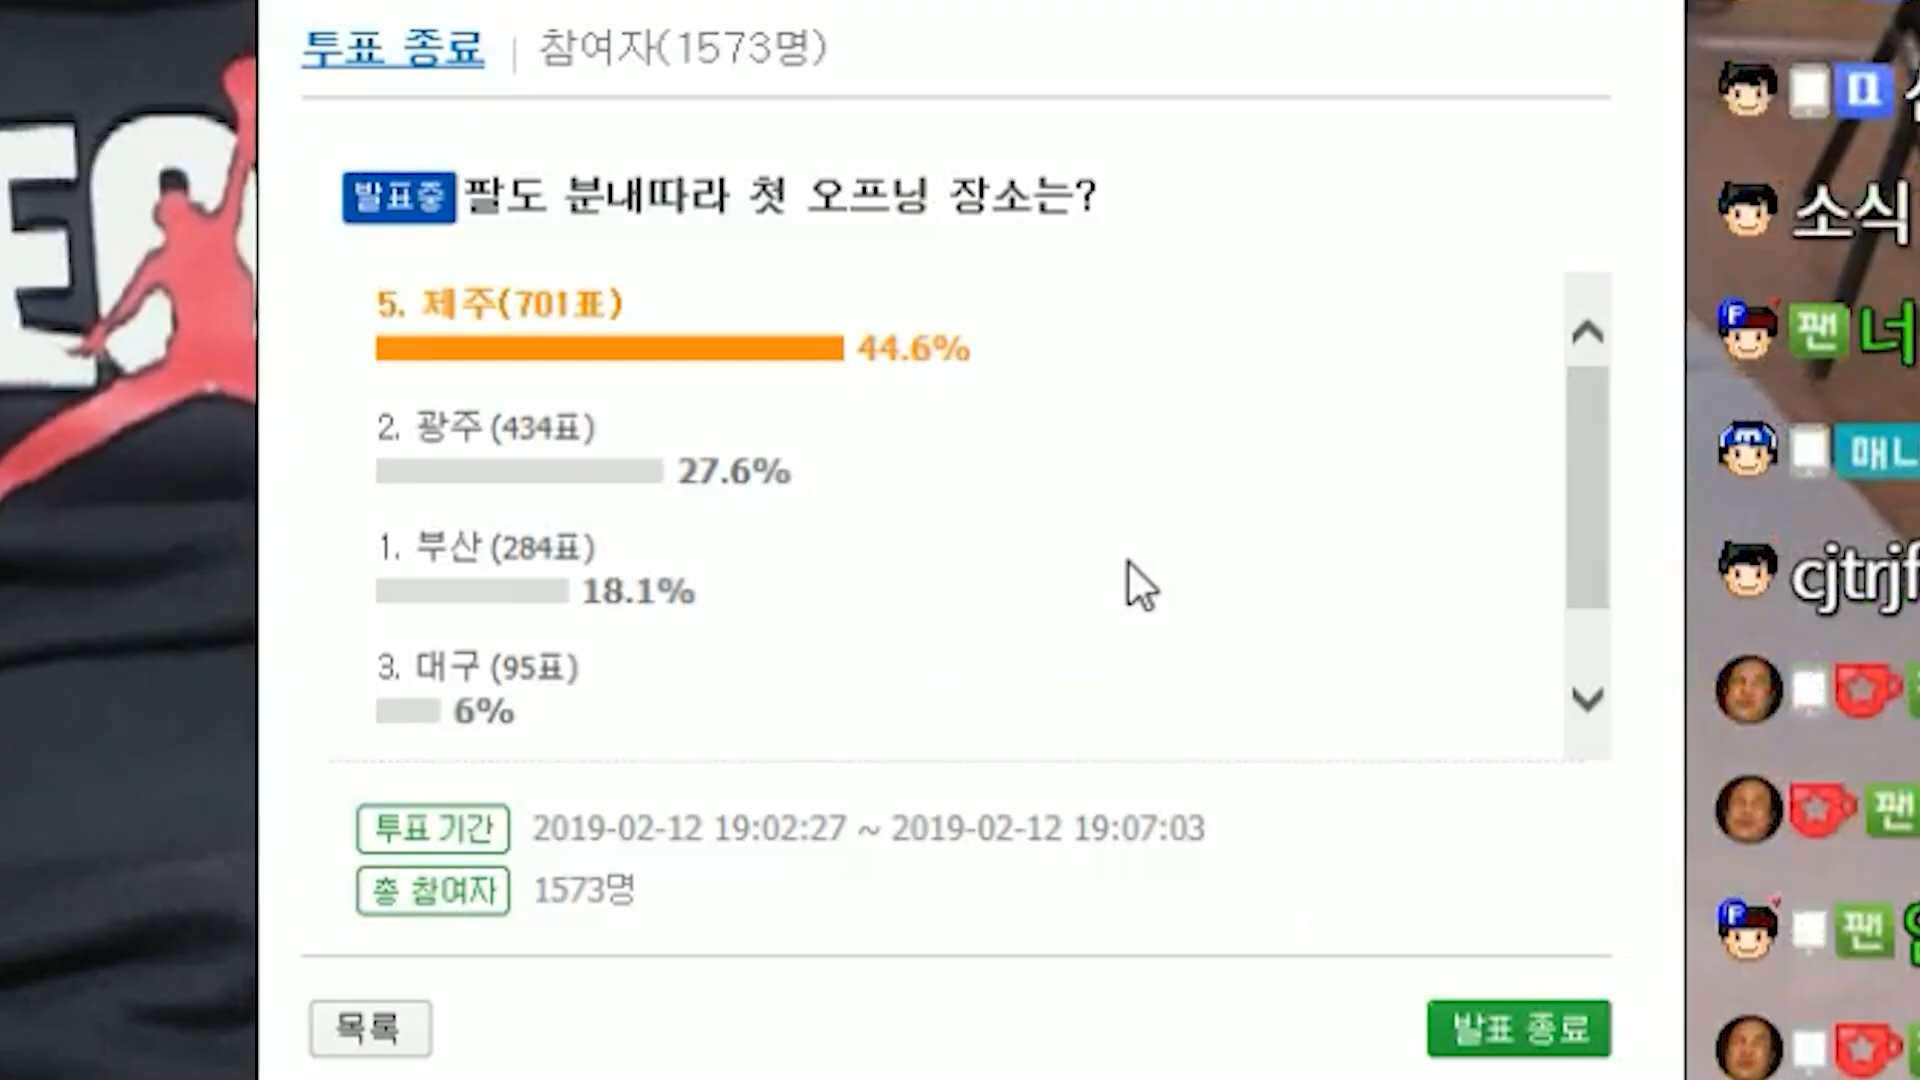 투표 종료 | 참여자(1573명)
발표중 팔도 분내따라 첫 오프닝 장소는?
5. 제주(701표)
44.6%
2. 광주(434표)
27.6%
1. 부산(284표)
18.1%
3. 대구(95표)
6%
투표 기간 2019-02-12 19:02:27 ~ 2019-02-12 19:07:03
총 참여자 1573명
목록
발표 종료
소식
팬 너
매니
팬
팬